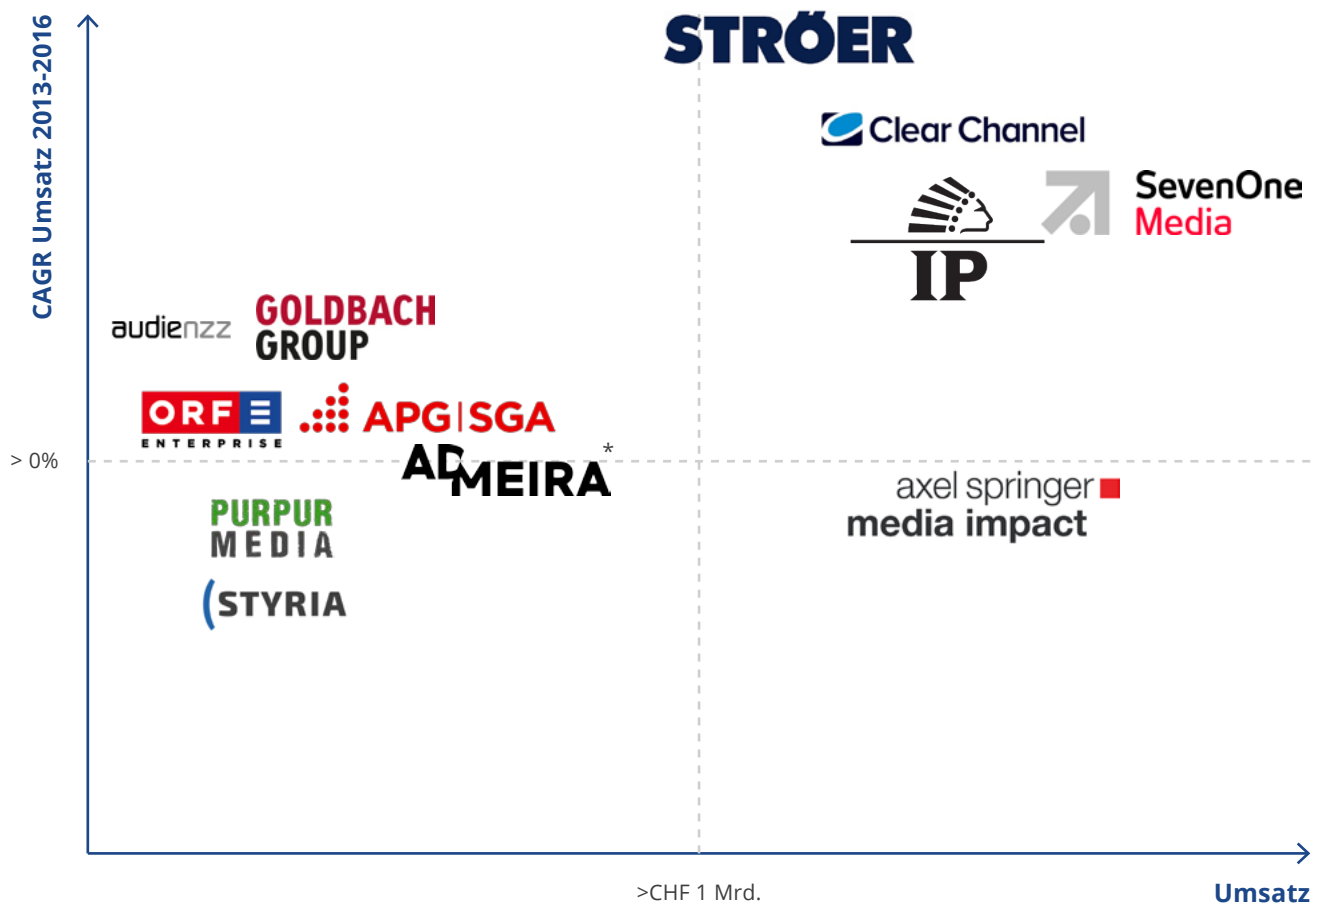 CAGR Umsatz 2013-2016
STRÖER
Clear Channel
SevenOne
Media
IP
GOLDBACH
GROUP
audienzz
ORF E
ENTERPRISE
APG|SGA
> 0%
ADMEIRA*
axel springer
media impact
PURPUR
MEDIA
STYRIA
>CHF 1 Mrd.
Umsatz